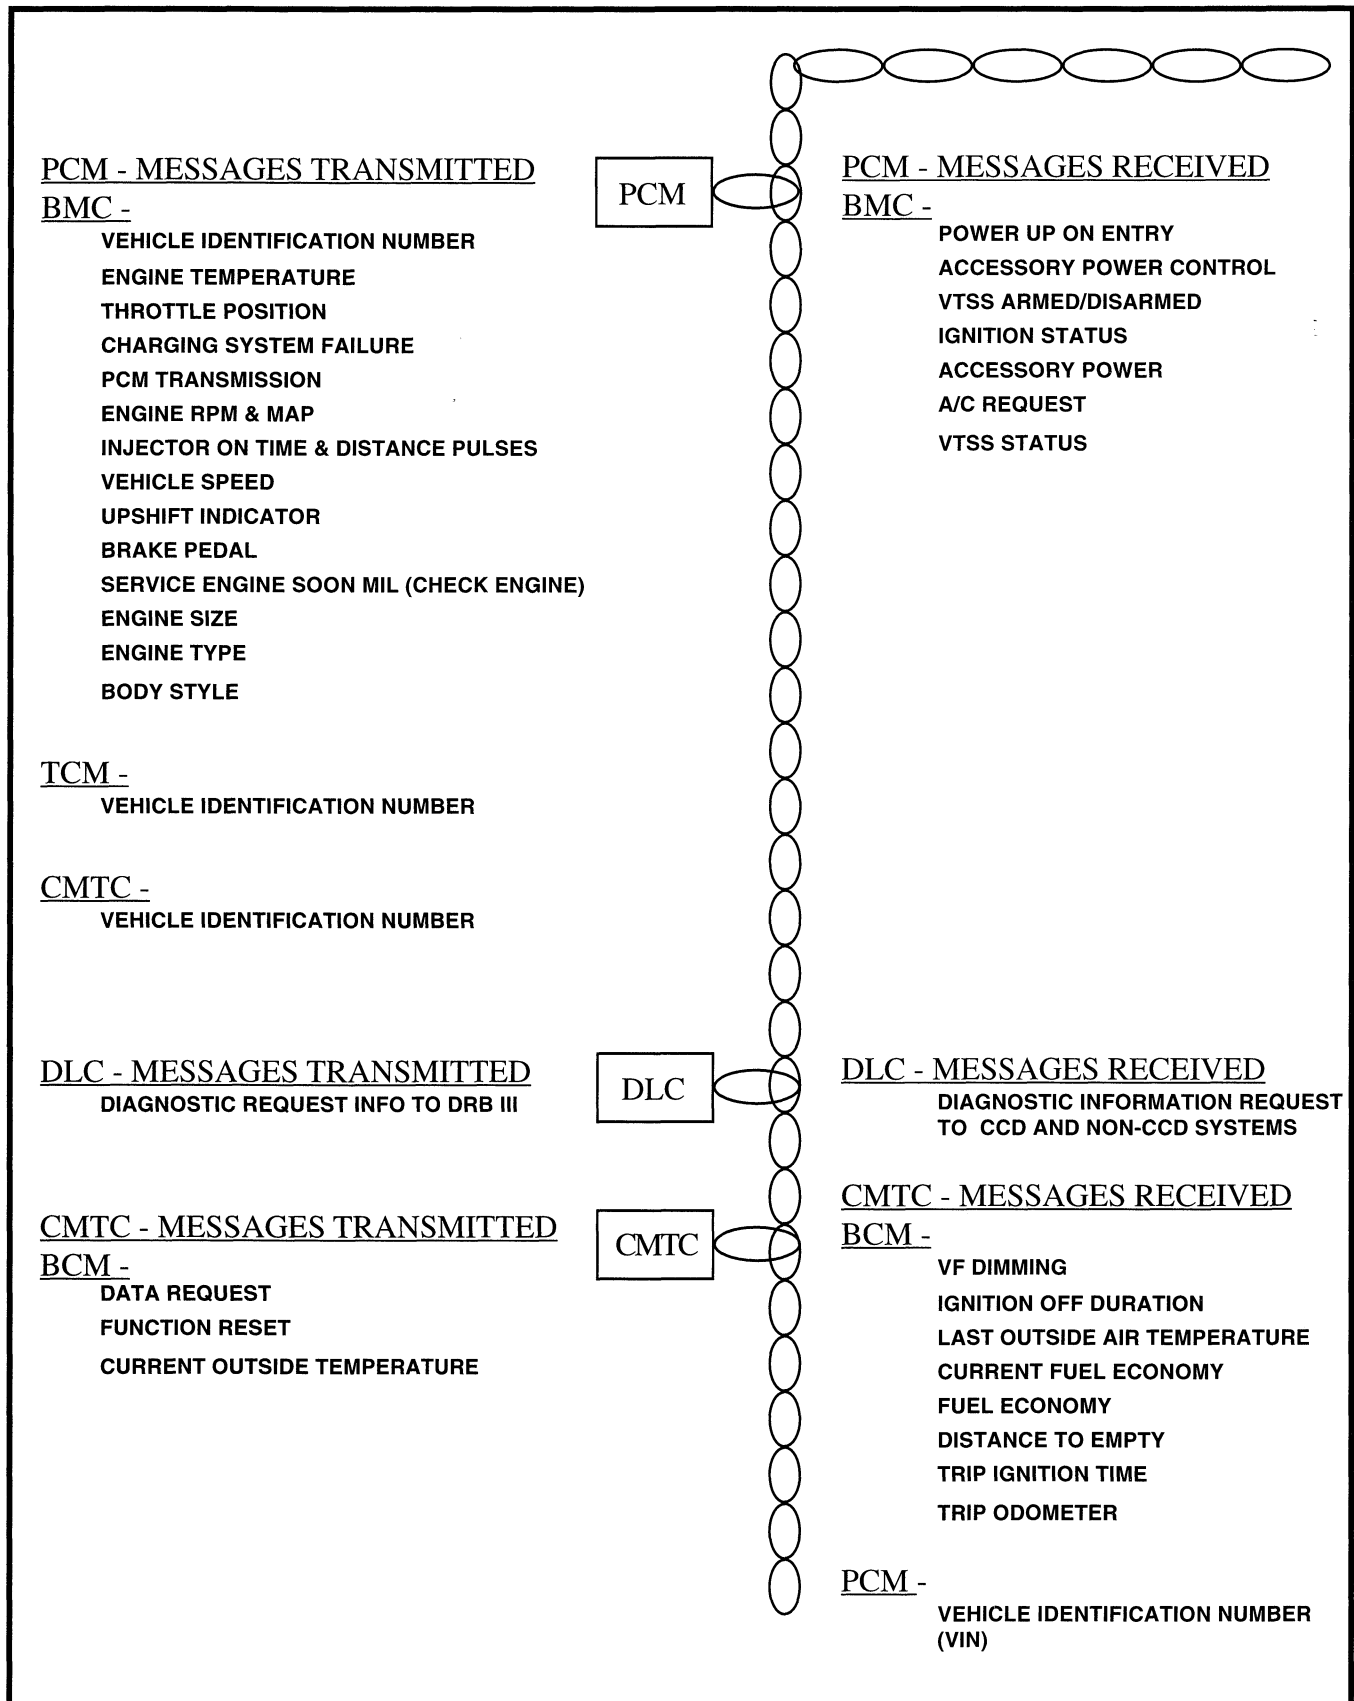 PCM - MESSAGES TRANSMITTED
BMC -
VEHICLE IDENTIFICATION NUMBER
ENGINE TEMPERATURE
THROTTLE POSITION
CHARGING SYSTEM FAILURE
PCM TRANSMISSION
ENGINE RPM & MAP
INJECTOR ON TIME & DISTANCE PULSES
VEHICLE SPEED
UPSHIFT INDICATOR
BRAKE PEDAL
SERVICE ENGINE SOON MIL (CHECK ENGINE)
ENGINE SIZE
ENGINE TYPE
BODY STYLE
TCM -
VEHICLE IDENTIFICATION NUMBER
CMTC -
VEHICLE IDENTIFICATION NUMBER
PCM
PCM - MESSAGES RECEIVED
BMC -
POWER UP ON ENTRY
ACCESSORY POWER CONTROL
VTSS ARMED/DISARMED
IGNITION STATUS
ACCESSORY POWER
A/C REQUEST
VTSS STATUS
DLC - MESSAGES TRANSMITTED
DIAGNOSTIC REQUEST INFO TO DRB III
DLC
DLC - MESSAGES RECEIVED
DIAGNOSTIC INFORMATION REQUEST
TO CCD AND NON-CCD SYSTEMS
CMTC - MESSAGES TRANSMITTED
BCM -
DATA REQUEST
FUNCTION RESET
CURRENT OUTSIDE TEMPERATURE
CMTC
CMTC - MESSAGES RECEIVED
BCM -
VF DIMMING
IGNITION OFF DURATION
LAST OUTSIDE AIR TEMPERATURE
CURRENT FUEL ECONOMY
FUEL ECONOMY
DISTANCE TO EMPTY
TRIP IGNITION TIME
TRIP ODOMETER
PCM -
VEHICLE IDENTIFICATION NUMBER
(VIN)